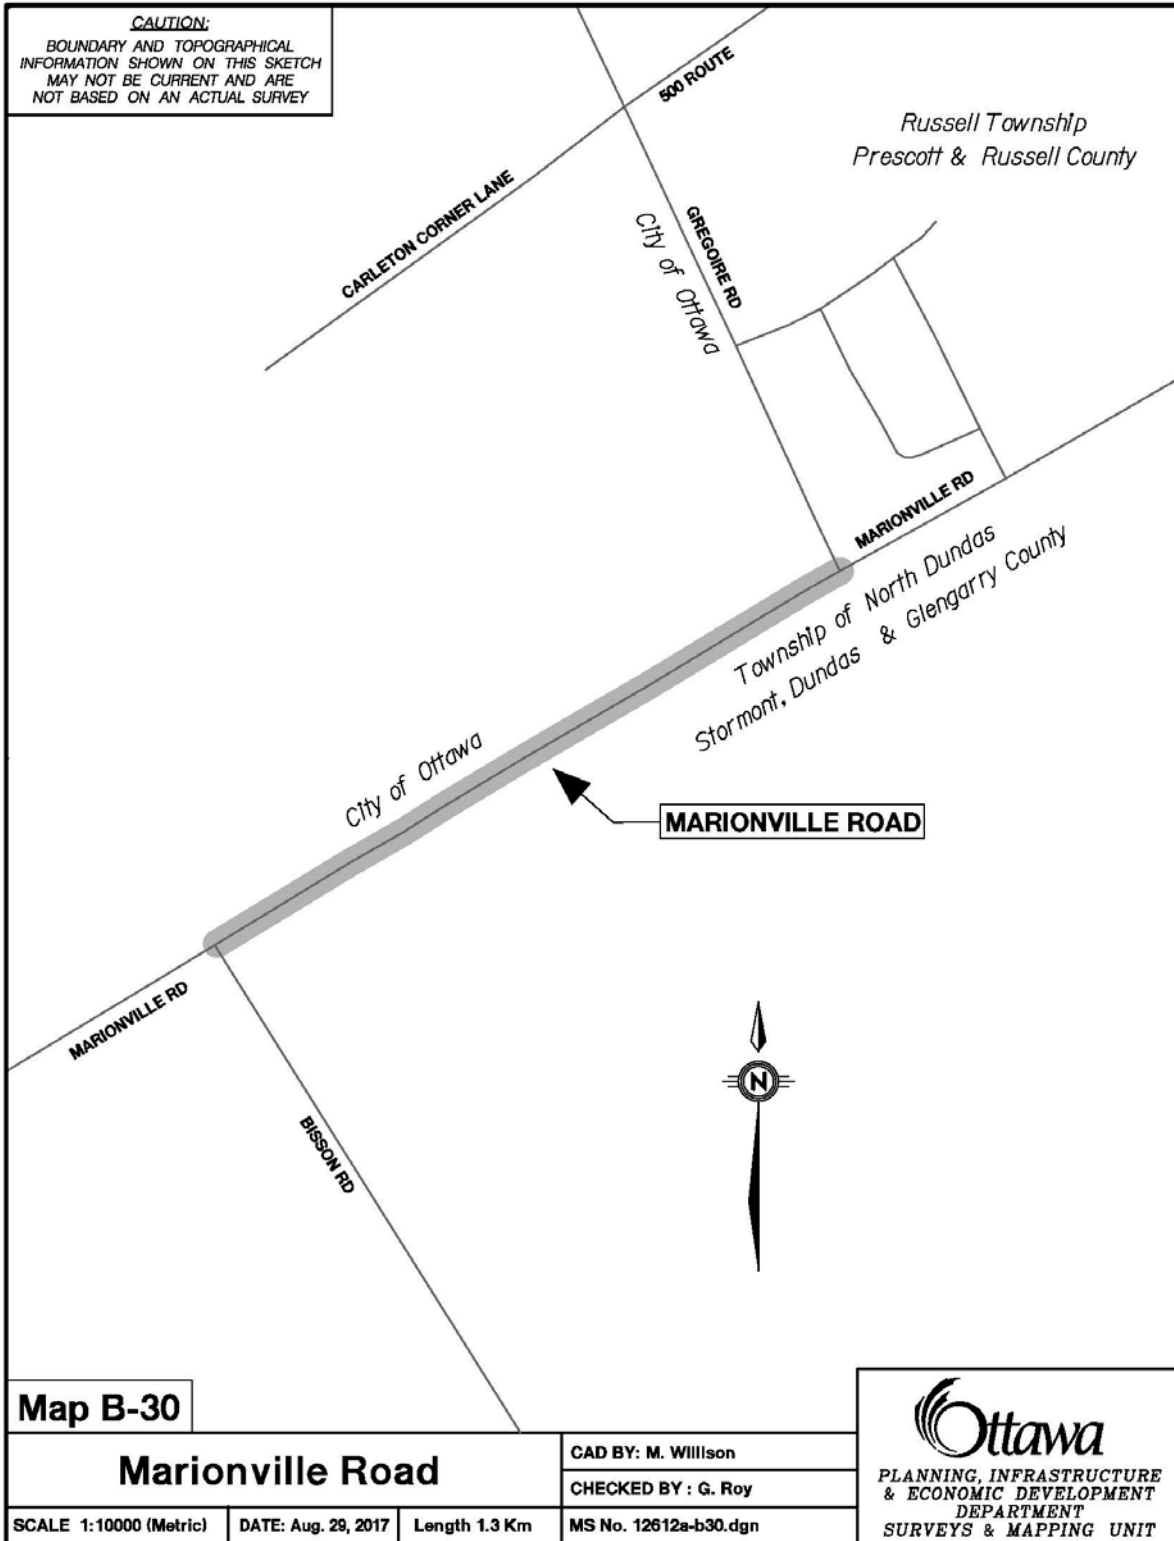 CAUTION:
BOUNDARY AND TOPOGRAPHICAL
INFORMATION SHOWN ON THIS SKETCH
MAY NOT BE CURRENT AND ARE
NOT BASED ON AN ACTUAL SURVEY
500 ROUTE
Russell Township
Prescott & Russell County
CARLETON CORNER LANE
City of Ottawa
GREGOIRE RD
MARIONVILLE RD
Township of North Dundas
Stormont, Dundas & Glengarry County
City of Ottawa
MARIONVILLE ROAD
MARIONVILLE RD
N
BISSON RD
Map B-30
Marionville Road
SCALE 1:10000 (Metric)
DATE: Aug. 29, 2017
Length 1.3 Km
CAD BY: M. Willison
CHECKED BY : G. Roy
MS No. 12612a-b30.dgn
Ottawa
PLANNING, INFRASTRUCTURE
& ECONOMIC DEVELOPMENT
DEPARTMENT
SURVEYS & MAPPING UNIT